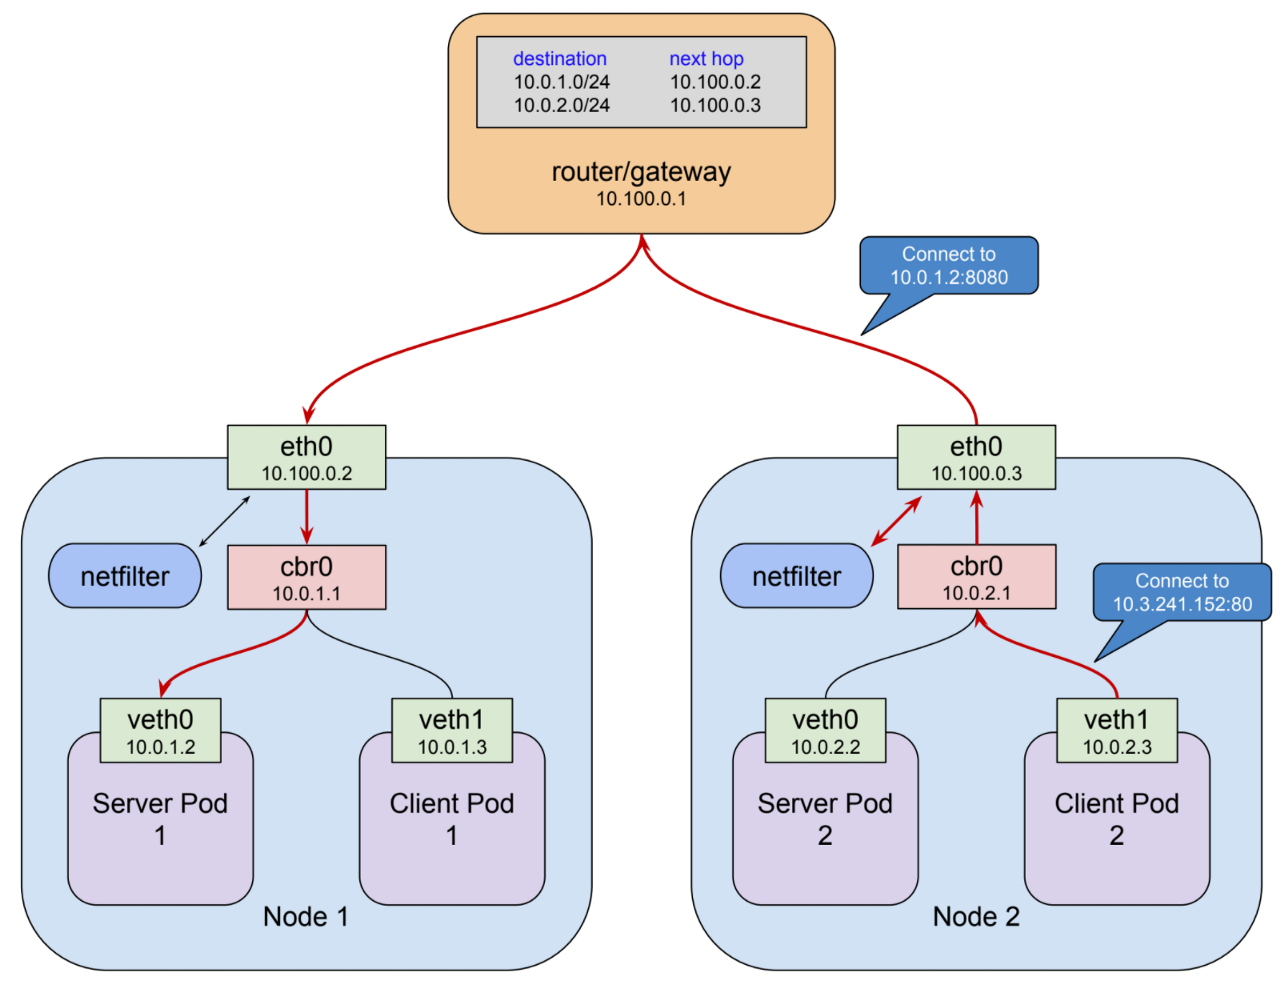 destination next hop
10.0.1.0/24 10.100.0.2
10.0.2.0/24 10.100.0.3
router/gateway
10.100.0.1
Connect to
10.0.1.2:8080
eth0
10.100.0.2
netfilter
cbr0
10.0.1.1
veth0
10.0.1.2
Server Pod
1
veth1
10.0.1.3
Client Pod
1
Node 1
eth0
10.100.0.3
netfilter
cbr0
10.0.2.1
Connect to
10.3.241.152:80
veth0
10.0.2.2
Server Pod
2
veth1
10.0.2.3
Client Pod
2
Node 2